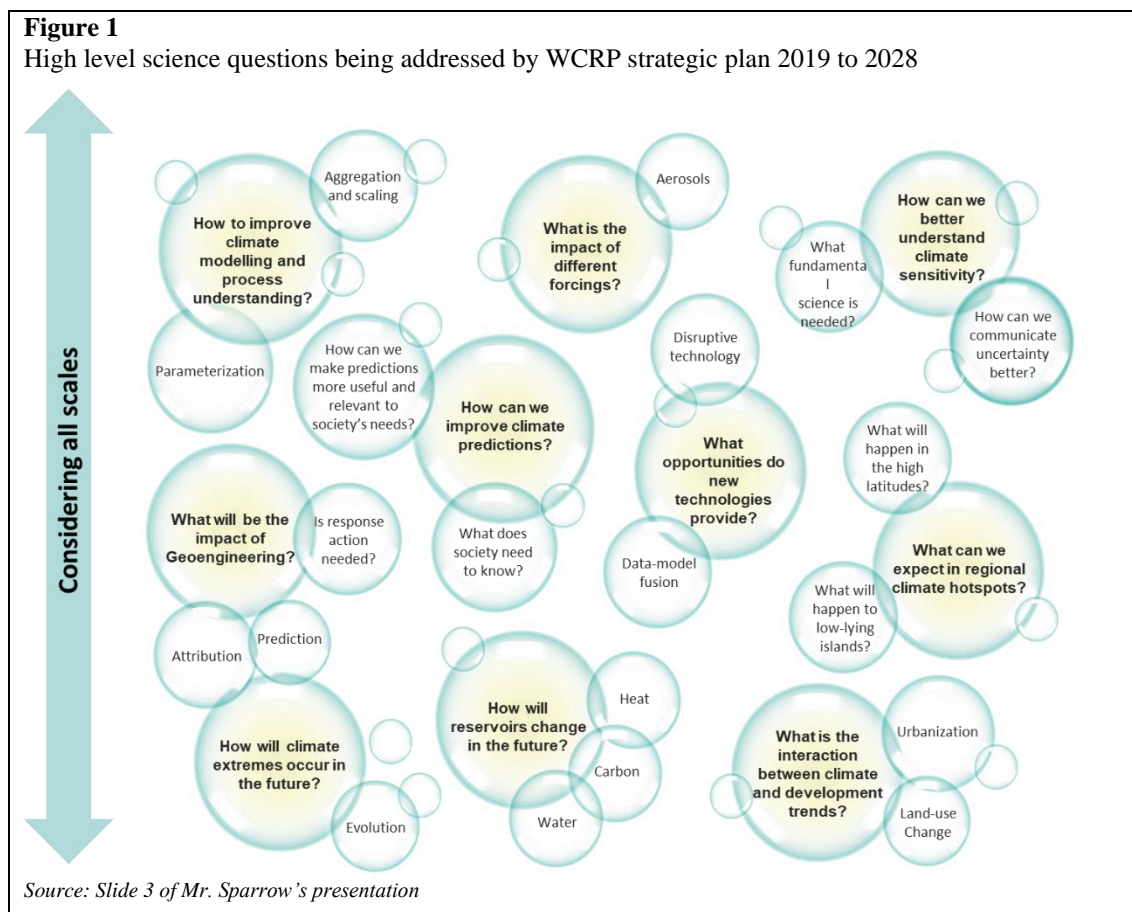 Figure 1
High level science questions being addressed by WCRP strategic plan 2019 to 2028
Considering all scales
How to improve
climate
modelling and
process
understanding?
Aggregation
and scaling
Parameterization
What is the
impact of
different
forcings?
Aerosols
How can we
better
understand
climate
sensitivity?
What
fundamenta
l
science is
needed?
How can we
communicate
uncertainty
better?
How can we
make predictions
more useful and
relevant to
society's needs?
How can we
improve climate
predictions?
What does
society need
to know?
Disruptive
technology
What
opportunities do
new
technologies
provide?
Data-model
fusion
What will
happen in
the high
latitudes?
What can we
expect in regional
climate hotspots?
What will
happen to
low-lying
islands?
What will be the
impact of
Geoengineering?
Is response
action
needed?
Attribution
Prediction
How will climate
extremes occur in
the future?
Evolution
How will
reservoirs change
in the future?
Heat
Carbon
Water
What is the
interaction
between climate
and development
trends?
Urbanization
Land-use
Change
Source: Slide 3 of Mr. Sparrow's presentation